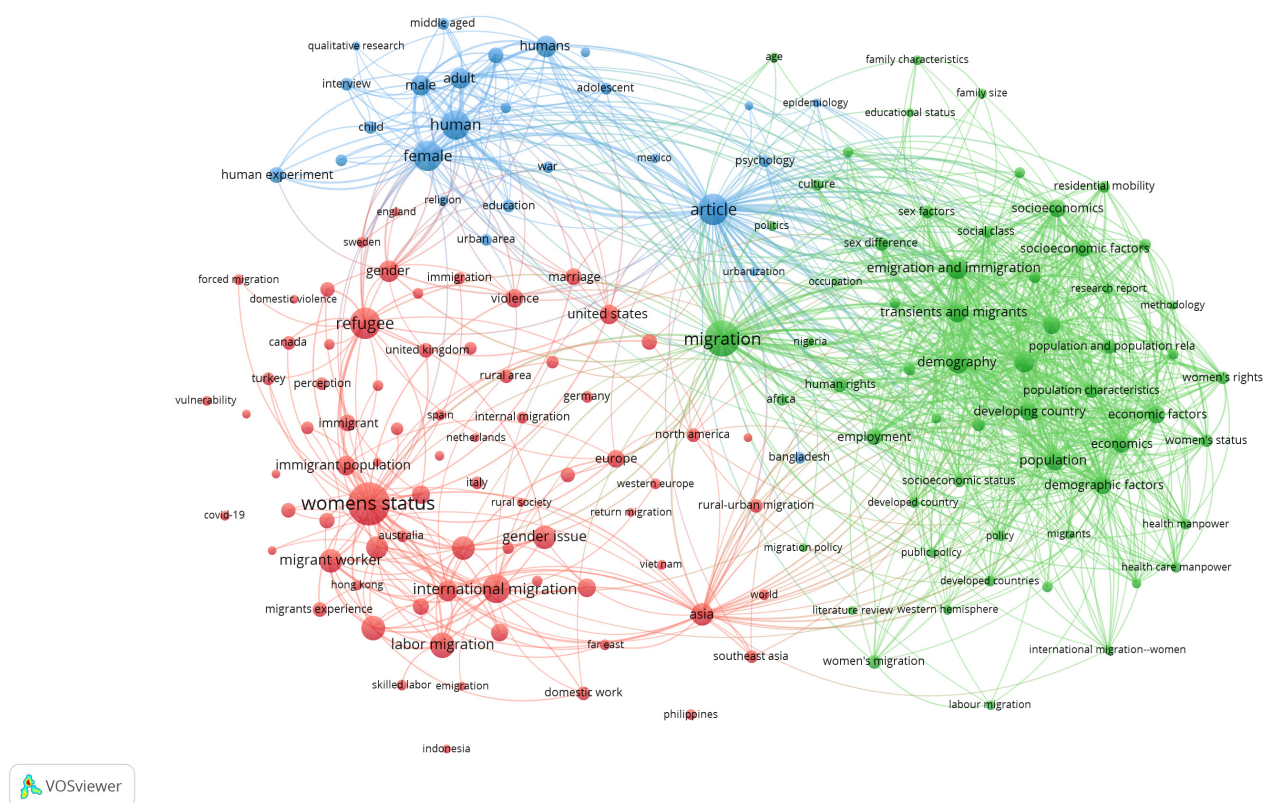 middle aged
humans
qualitative research
age
family characteristics
interview
male
adult
adolescent
family size
epidemiology
educational status
child
human
female
mexico
psychology
human experiment
war
culture
residential mobility
religion
england
education
article
sex factors
socioeconomics
politics
social class
sweden
urban area
sex difference
socioeconomic factors
forced migration
gender
immigration
marriage
urbanization
occupation
emigration and immigration
research report
domestic violence
violence
united states
methodology
refugee
transients and migrants
canada
united kingdom
migration
nigeria
population and population rela
demography
turkey
perception
rural area
human rights
women's rights
vulnerability
germany
africa
population characteristics
spain
internal migration
developing country
economic factors
immigrant
netherlands
north america
employment
economics
women's status
immigrant population
europe
bangladesh
population
italy
western europe
socioeconomic status
demographic factors
womens status
rural society
rural-urban migration
developed country
covid-19
return migration
health manpower
australia
gender issue
migration policy
policy
migrants
public policy
migrant worker
viet nam
health care manpower
hong kong
international migration
world
developed countries
migrants experience
asia
literature review
western hemisphere
labor migration
far east
southeast asia
women's migration
international migration--women
skilled labor
emigration
domestic work
labour migration
philippines
indonesia
VOSviewer